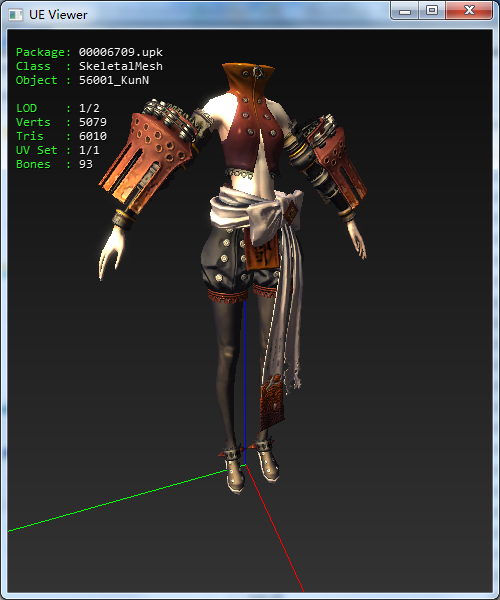 UE Viewer
Package: 00006709.upk
Class : SkeletalMesh
Object : 56001_KunN
LOD : 1/2
Verts : 5079
Tris : 6010
UV Set : 1/1
Bones : 93